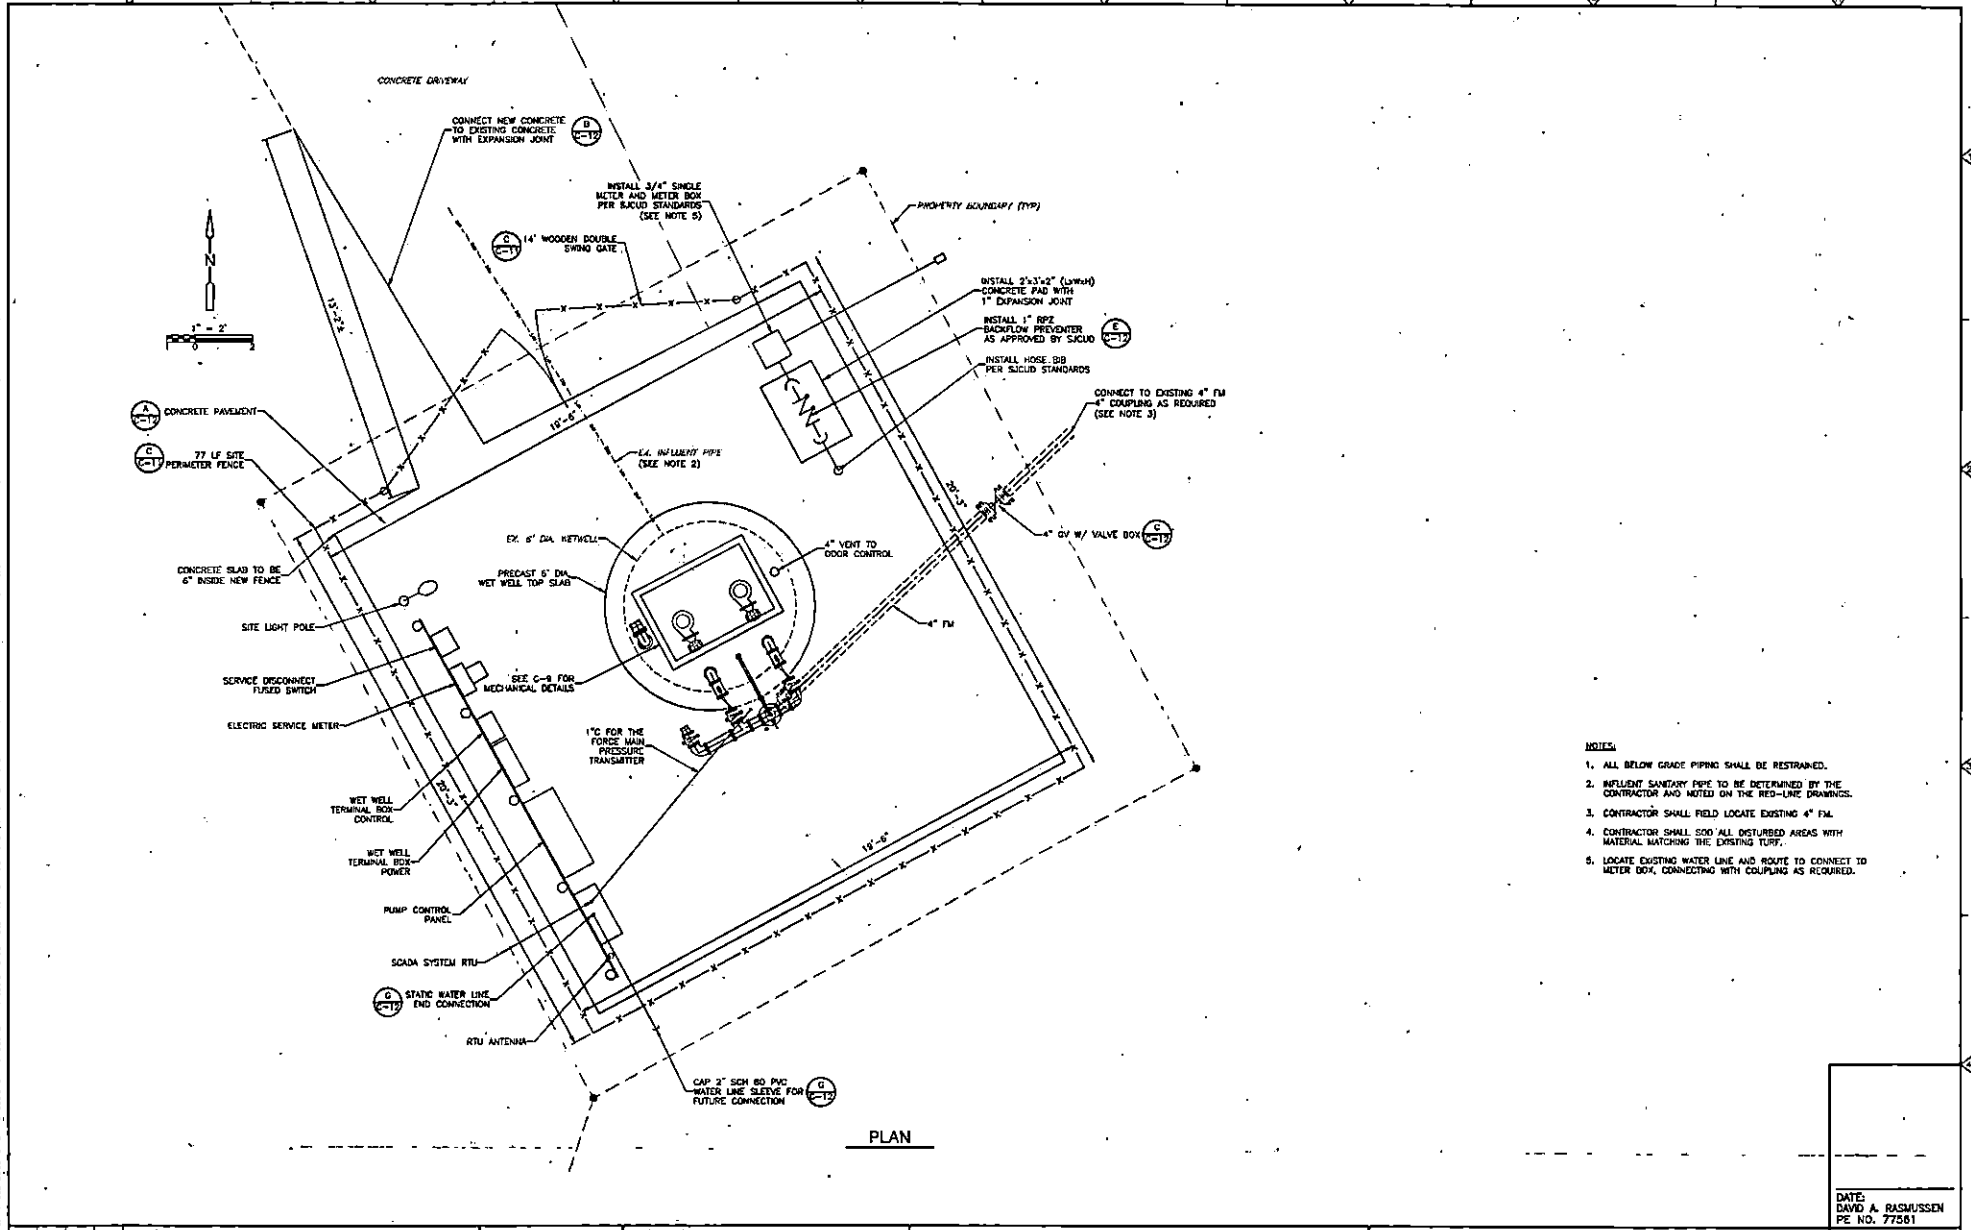 CONCRETE DRIVEWAY
CONNECT NEW CONCRETE
TO EXISTING CONCRETE
WITH EXPANSION JOINT
B
C-12
INSTALL 3/4" SINGLE
METER AND METER BOX
PER SJCUD STANDARDS
(SEE NOTE 5)
PROPERTY BOUNDARY (TYP)
C
C-11
14' WOODEN DOUBLE
SWING GATE
N
1" = 2'
1 0 2
13'-2"±
INSTALL 2'x3'x2" (LxWxH)
CONCRETE PAD WITH
1" EXPANSION JOINT
INSTALL 1" RPZ
BACKFLOW PREVENTER
AS APPROVED BY SJCUD
E
C-12
INSTALL HOSE BIB
PER SJCUD STANDARDS
CONNECT TO EXISTING 4" FM
4" COUPLING AS REQUIRED
(SEE NOTE 3)
A
C-12
CONCRETE PAVEMENT
C
C-11
77 LF SITE
PERIMETER FENCE
19'-6"
EX. INFLUENT PIPE
(SEE NOTE 2)
20'-3"
4" GV W/ VALVE BOX
C
C-12
EX. 6' DIA. WETWELL
4" VENT TO
ODOR CONTROL
PRECAST 6' DIA.
WET WELL TOP SLAB
CONCRETE SLAB TO BE
6" INSIDE NEW FENCE
SITE LIGHT POLE
4" FM
SERVICE DISCONNECT
FUSED SWITCH
SEE C-9 FOR
MECHANICAL DETAILS
ELECTRIC SERVICE METER
1"C FOR THE
FORCE MAIN
PRESSURE
TRANSMITTER
20'-3"
WET WELL
TERMINAL BOX
CONTROL
WET WELL
TERMINAL BOX
POWER
19'-6"
PUMP CONTROL
PANEL
SCADA SYSTEM RTU
G
C-12
STATIC WATER LINE
END CONNECTION
RTU ANTENNA
CAP 2" SCH 80 PVC
WATER LINE SLEEVE FOR
FUTURE CONNECTION
G
C-12
PLAN
NOTES:
1. ALL BELOW GRADE PIPING SHALL BE RESTRAINED.
2. INFLUENT SANITARY PIPE TO BE DETERMINED BY THE
CONTRACTOR AND NOTED ON THE RED-LINE DRAWINGS.
3. CONTRACTOR SHALL FIELD LOCATE EXISTING 4" FM.
4. CONTRACTOR SHALL SOD ALL DISTURBED AREAS WITH
MATERIAL MATCHING THE EXISTING TURF.
5. LOCATE EXISTING WATER LINE AND ROUTE TO CONNECT TO
METER BOX, CONNECTING WITH COUPLING AS REQUIRED.
DATE:
DAVID A. RASMUSSEN
PE NO. 77561